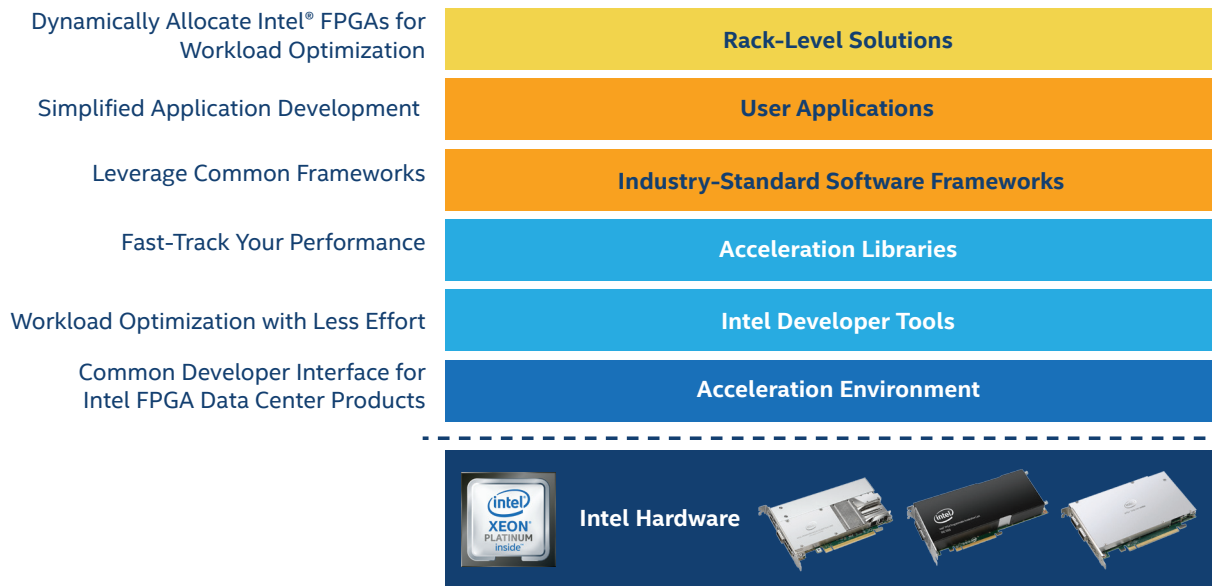 Dynamically Allocate Intel® FPGAs for
Workload Optimization
Rack-Level Solutions
Simplified Application Development
User Applications
Leverage Common Frameworks
Industry-Standard Software Frameworks
Fast-Track Your Performance
Acceleration Libraries
Workload Optimization with Less Effort
Intel Developer Tools
Common Developer Interface for
Intel FPGA Data Center Products
Acceleration Environment
intel®
XEON®
PLATINUM
inside™
Intel Hardware
intel